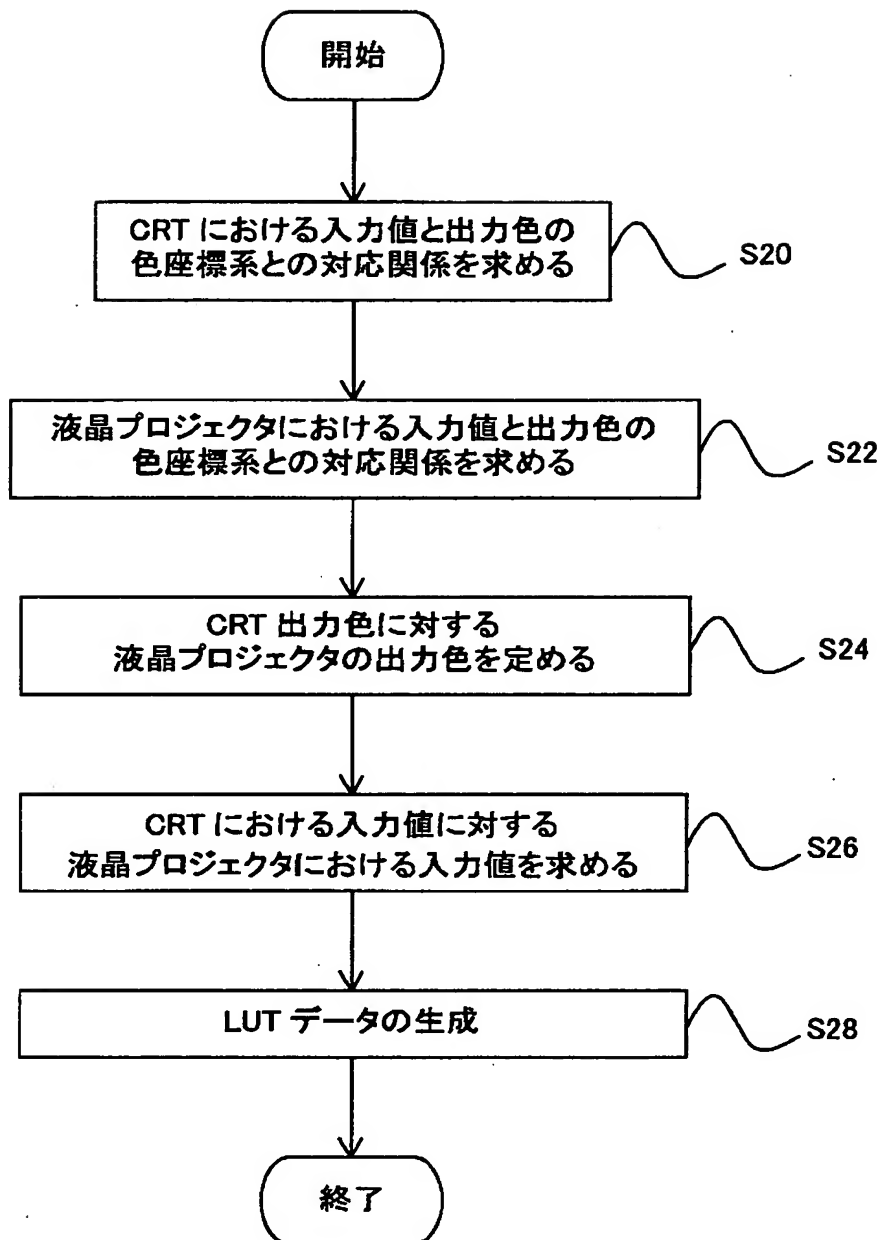 開始
CRT における入力値と出力色の
色座標系との対応関係を求める
S20
液晶プロジェクタにおける入力値と出力色の
色座標系との対応関係を求める
S22
CRT 出力色に対する
液晶プロジェクタの出力色を定める
S24
CRT における入力値に対する
液晶プロジェクタにおける入力値を求める
S26
LUT データの生成
S28
終了